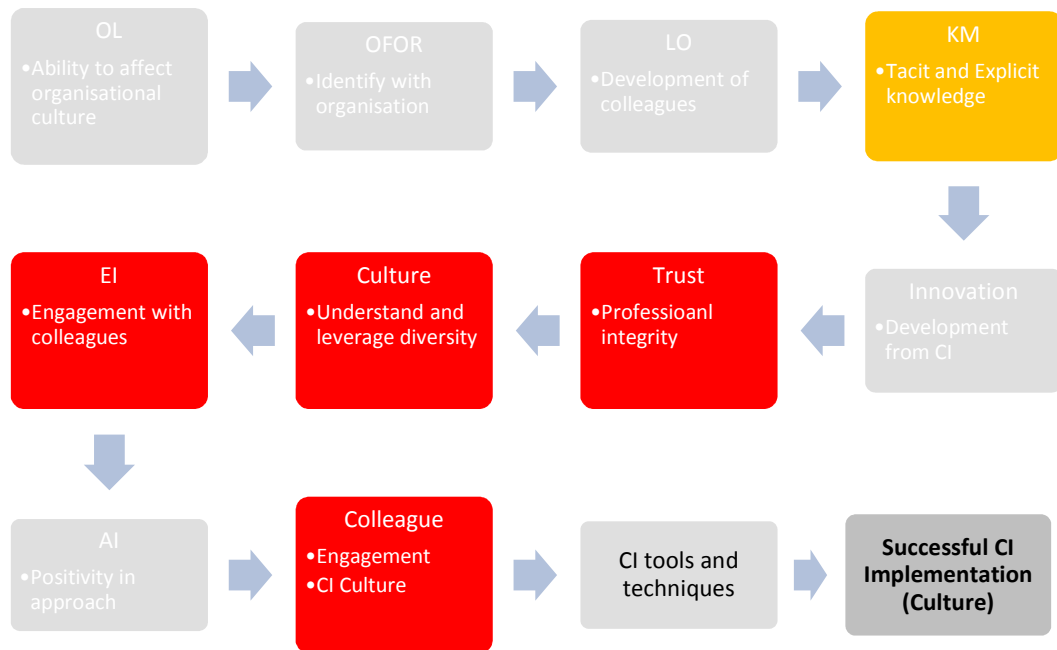 OL
•Ability to affect
organisational
culture
OFOR
•Identify with
organisation
LO
•Development of
colleagues
KM
•Tacit and Explicit
knowledge
Innovation
•Development
from CI
Trust
•Professioanl
integrity
Culture
•Understand and
leverage diversity
EI
•Engagement with
colleagues
AI
•Positivity in
approach
Colleague
•Engagement
•CI Culture
CI tools and
techniques
Successful CI
Implementation
(Culture)